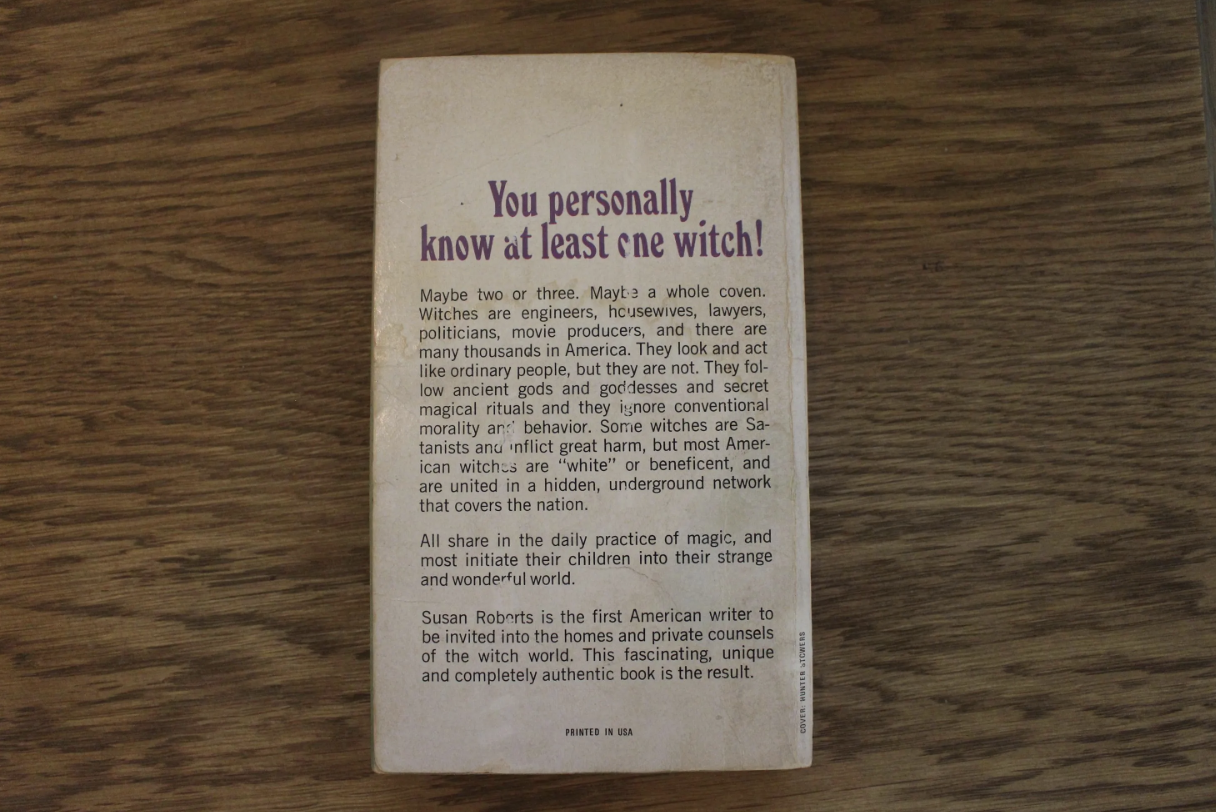 You personally
know at least one witch!
Maybe two or three. Maybe a whole coven.
Witches are engineers, housewives, lawyers,
politicians, movie producers, and there are
many thousands in America. They look and act
like ordinary people, but they are not. They fol-
low ancient gods and goddesses and secret
magical rituals and they ignore conventional
morality and behavior. Some witches are Sa-
tanists and inflict great harm, but most Amer-
ican witches are “white” or beneficent, and
are united in a hidden, underground network
that covers the nation.
All share in the daily practice of magic, and
most initiate their children into their strange
and wonderful world.
Susan Roberts is the first American writer to
be invited into the homes and private counsels
of the witch world. This fascinating, unique
and completely authentic book is the result.
PRINTED IN USA
COVER: HUNTER STOWERS